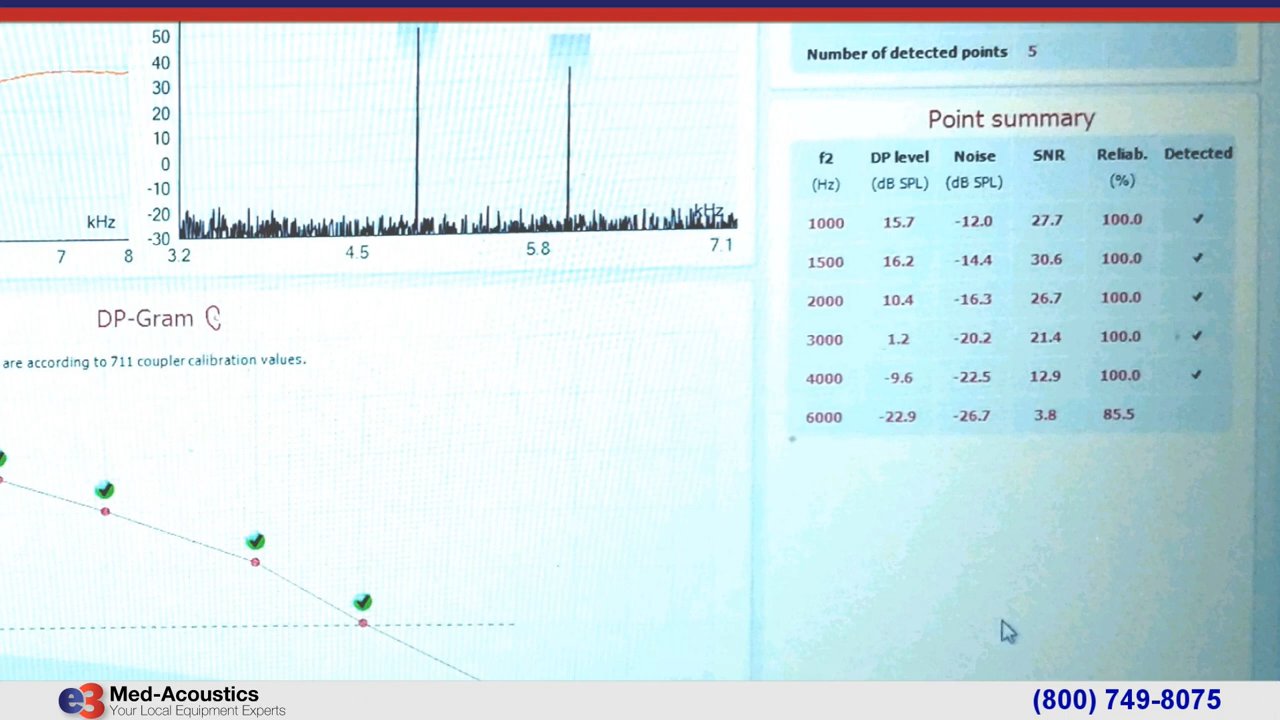 50
40
30
20
10
0
-10
-20
-30
kHz
kHz
7
8
3.2
4.5
5.8
7.1
DP-Gram
are according to 711 coupler calibration values.
Number of detected points 5
Point summary
f2 DP level Noise SNR Reliab. Detected
(Hz) (dB SPL) (dB SPL) (%)
1000 15.7 -12.0 27.7 100.0 ✔
1500 16.2 -14.4 30.6 100.0 ✔
2000 10.4 -16.3 26.7 100.0 ✔
3000 1.2 -20.2 21.4 100.0 ✔
4000 -9.6 -22.5 12.9 100.0 ✔
6000 -22.9 -26.7 3.8 85.5
e3 Med-Acoustics
Your Local Equipment Experts
(800) 749-8075